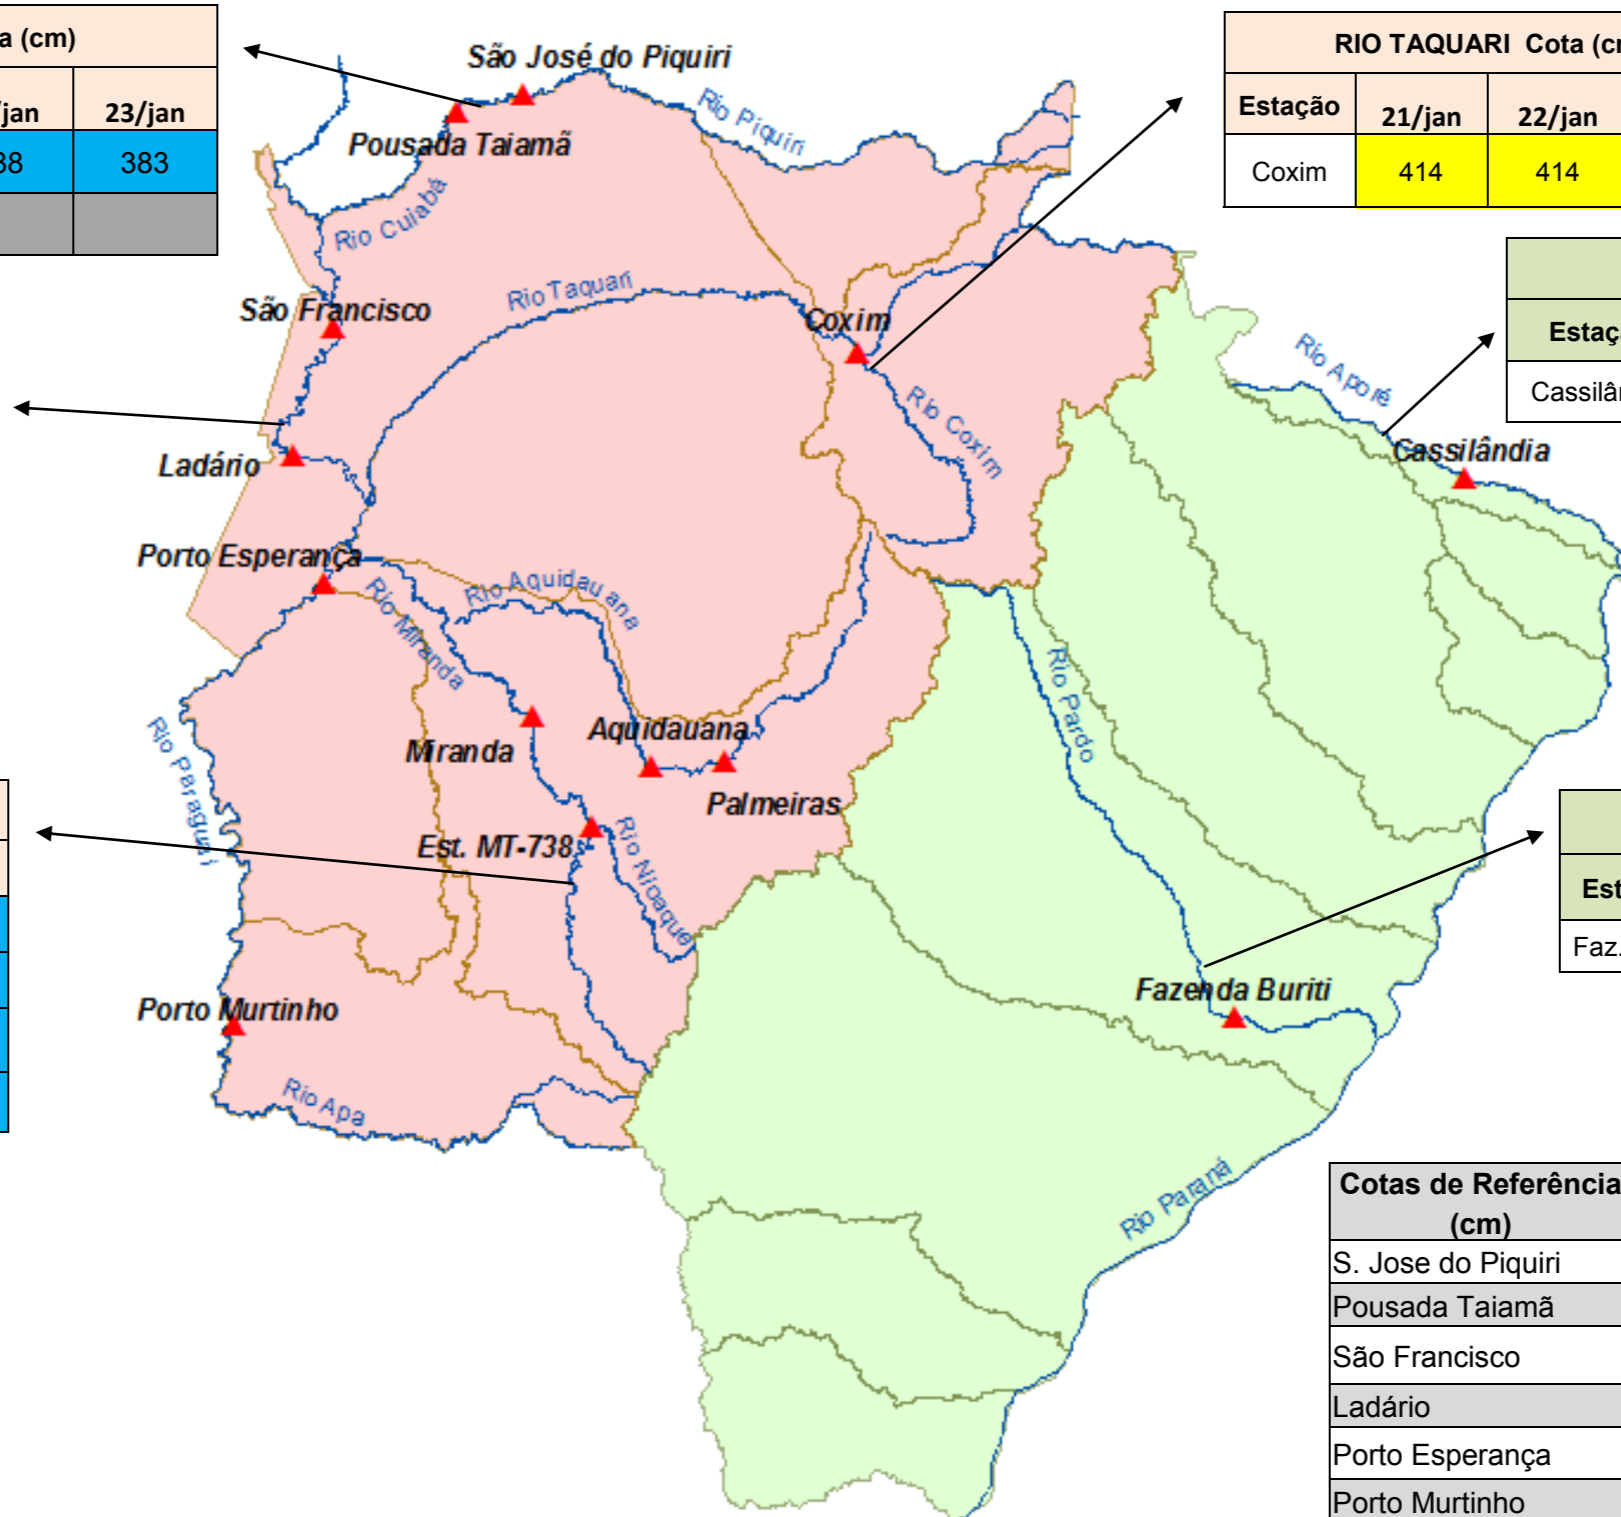 a (cm)
/jan 23/jan
38 383
RIO TAQUARI Cota (c
Estação 21/jan 22/jan
Coxim 414 414
São José do Piquiri
Pousada Taiamã
Rio Piquiri
Rio Cuiabá
São Francisco
Rio Taquari
Coxim
Rio Coxim
Estaç
Cassilân
Rio Aporé
Cassilândia
Ladário
Porto Esperança
Rio Miranda
Rio Aquidauana
Rio Pardo
Rio Paraguai
Miranda
Aquidauana
Palmeiras
Est. MT-738
Rio Nioaque
Est
Faz.
Fazenda Buriti
Porto Murtinho
Rio Apa
Rio Paraná
Cotas de Referência
(cm)
S. Jose do Piquiri
Pousada Taiamã
São Francisco
Ladário
Porto Esperança
Porto Murtinho